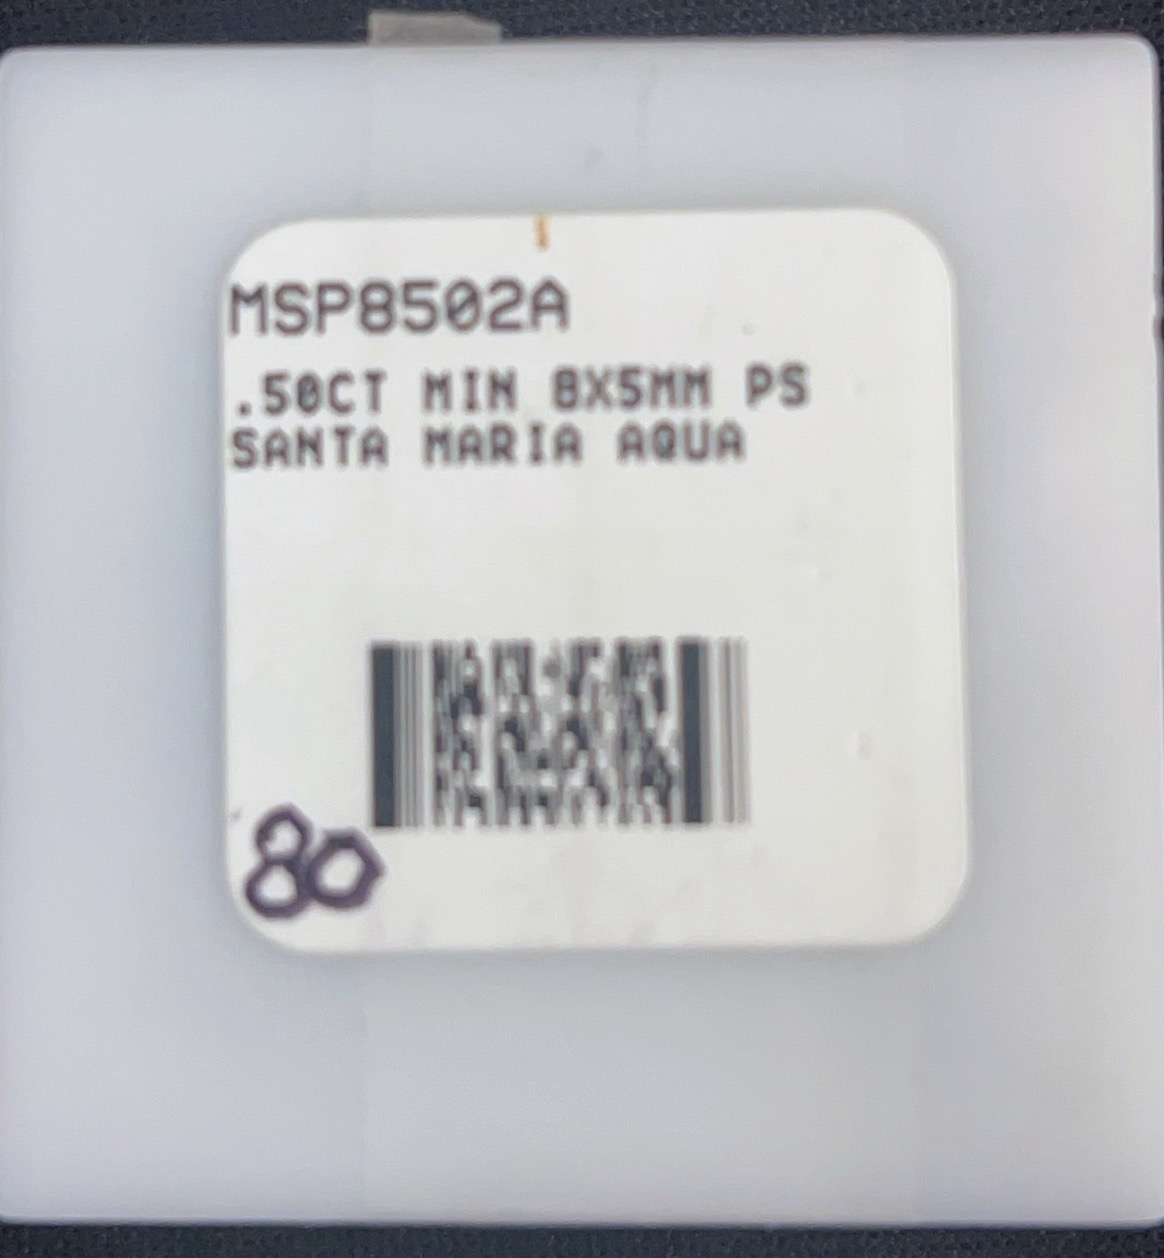 MSP8502A
.50CT MIN 8X5MM PS
SANTA MARIA AQUA
80